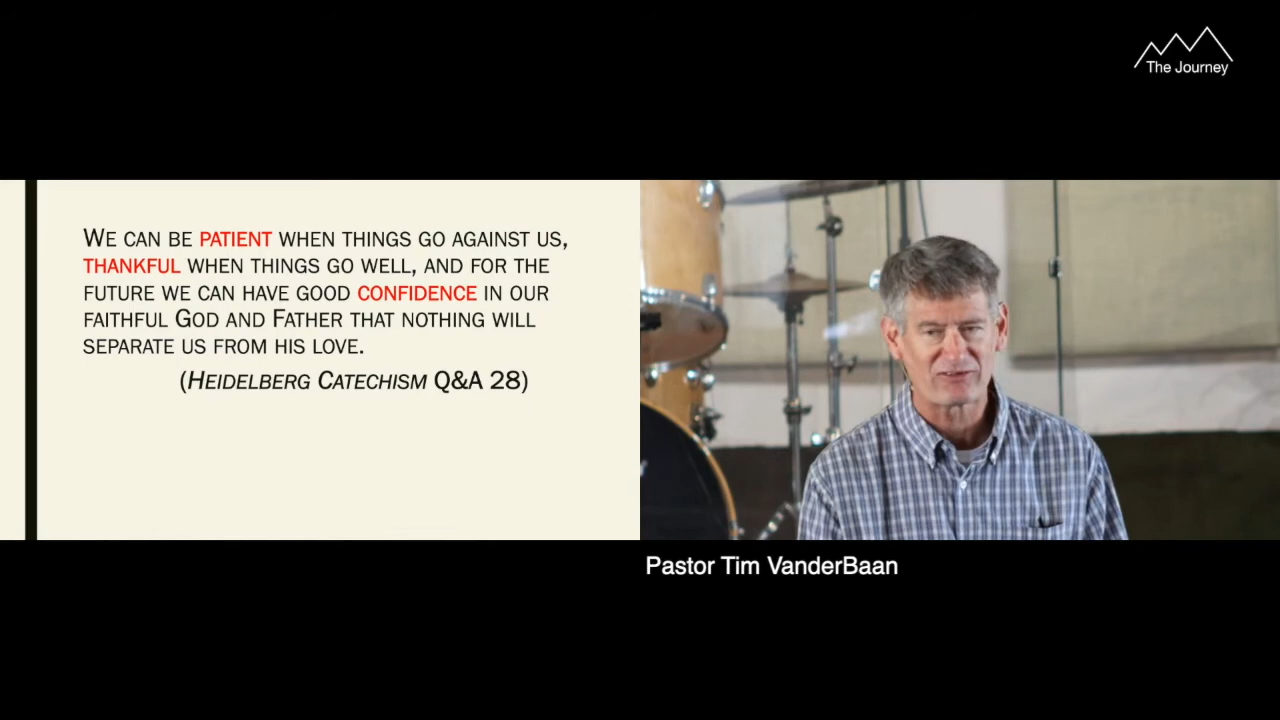 The Journey
WE CAN BE PATIENT WHEN THINGS GO AGAINST US,
THANKFUL WHEN THINGS GO WELL, AND FOR THE
FUTURE WE CAN HAVE GOOD CONFIDENCE IN OUR
FAITHFUL GOD AND FATHER THAT NOTHING WILL
SEPARATE US FROM HIS LOVE.
(HEIDELBERG CATECHISM Q&A 28)
Pastor Tim VanderBaan